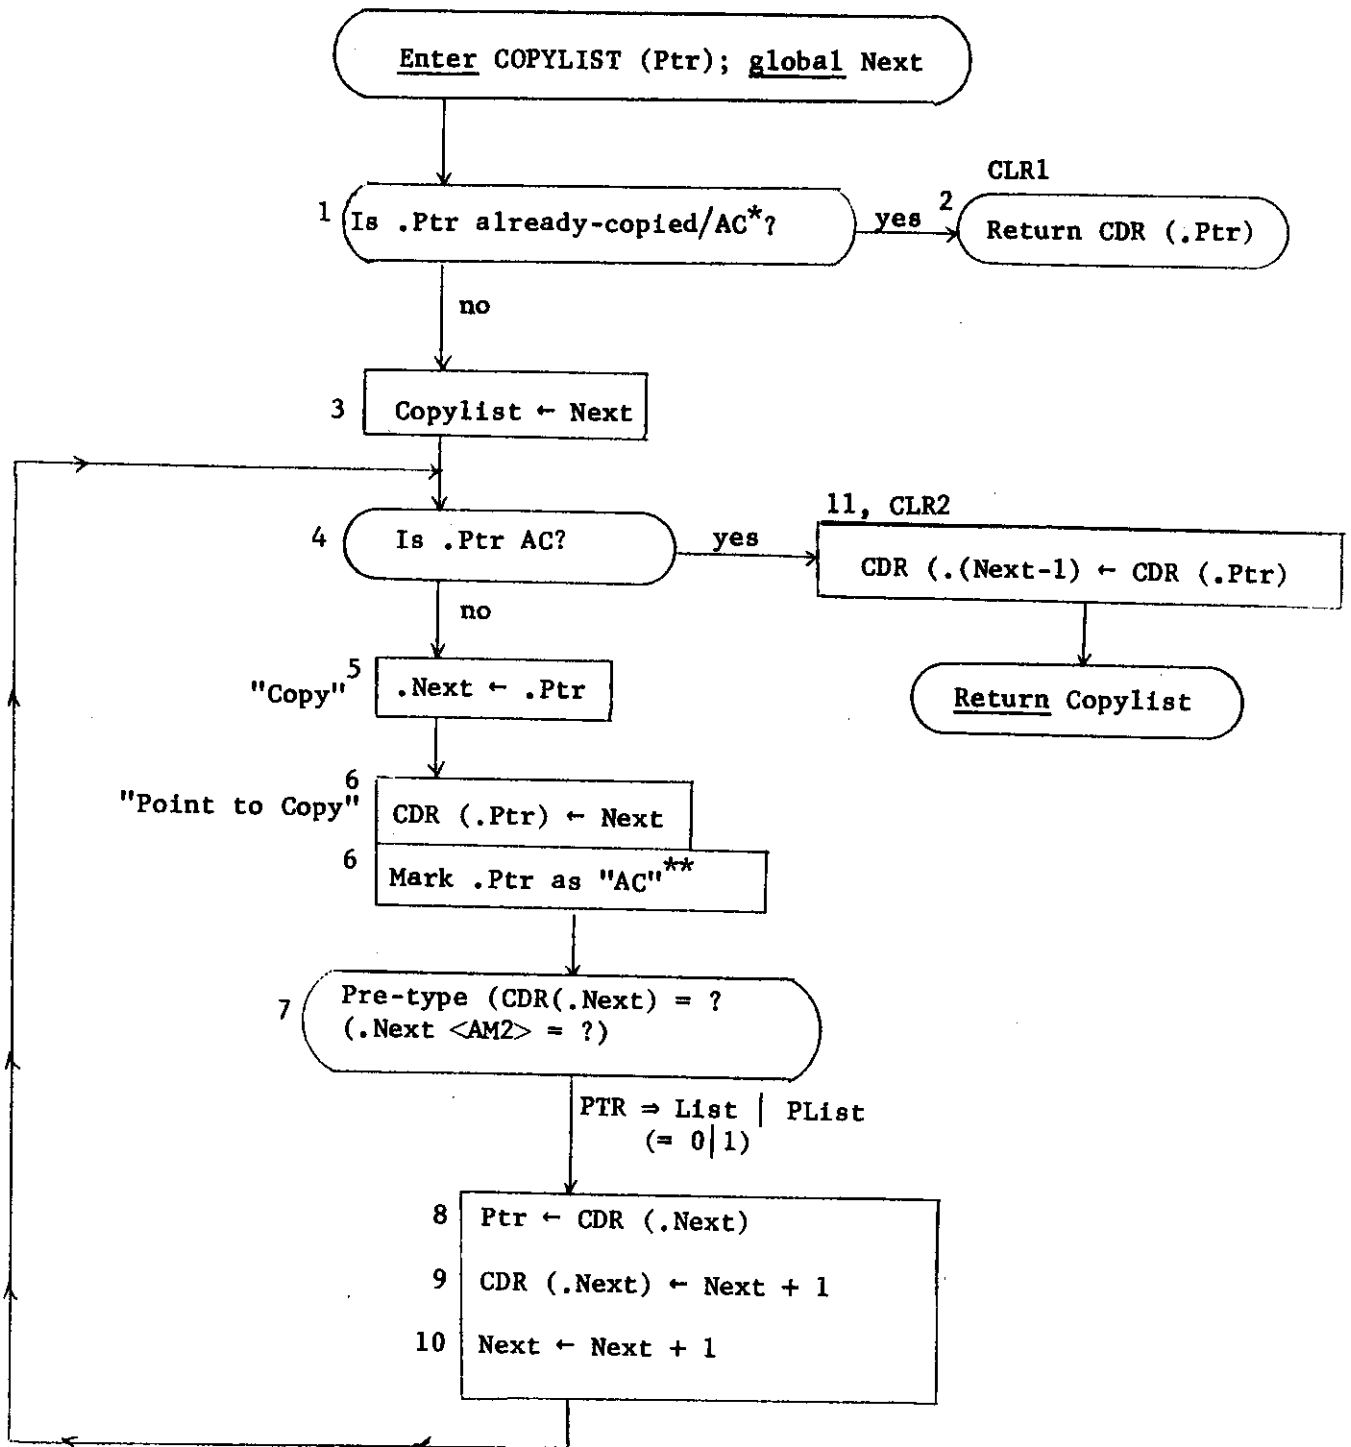 Enter COPYLIST (Ptr); global Next
CLR1
1 Is .Ptr already-copied/AC*? yes 2 Return CDR (.Ptr)
no
3 Copylist ← Next
11, CLR2
4 Is .Ptr AC? yes CDR (.(Next-1) ← CDR (.Ptr)
no
"Copy" 5 .Next ← .Ptr
Return Copylist
"Point to Copy" 6 CDR (.Ptr) ← Next
6 Mark .Ptr as "AC"**
7 Pre-type (CDR(.Next) = ?
(.Next <AM2> = ?)
PTR ⇒ List | PList
(= 0|1)
8 Ptr ← CDR (.Next)
9 CDR (.Next) ← Next + 1
10 Next ← Next + 1